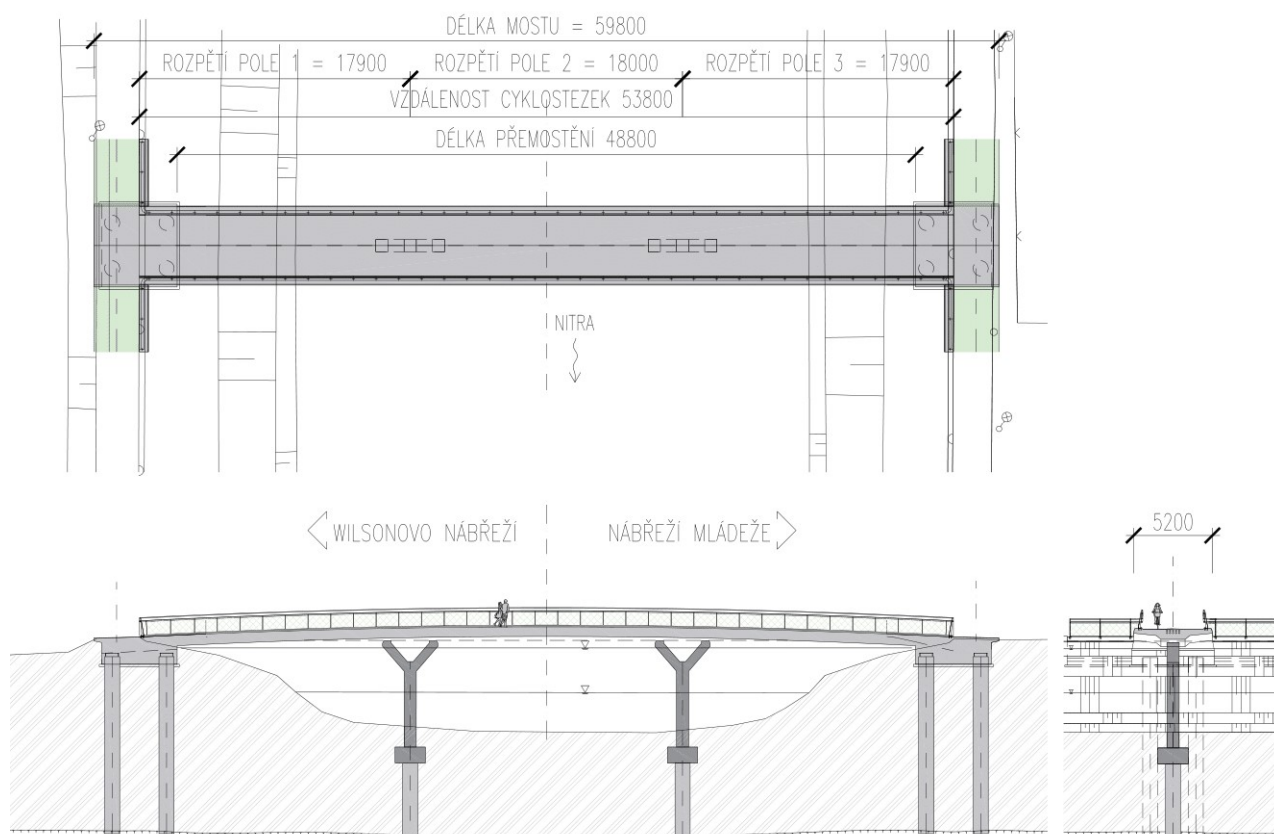 DÉLKA MOSTU = 59800
ROZPĚTÍ POLE 1 = 17900
ROZPĚTÍ POLE 2 = 18000
ROZPĚTÍ POLE 3 = 17900
VZDÁLENOST CYKLOSTEZEK 53800
DÉLKA PŘEMOSTĚNÍ 48800
NITRA
WILSONOVO NÁBŘEŽÍ
NÁBŘEŽÍ MLÁDEŽE
5200